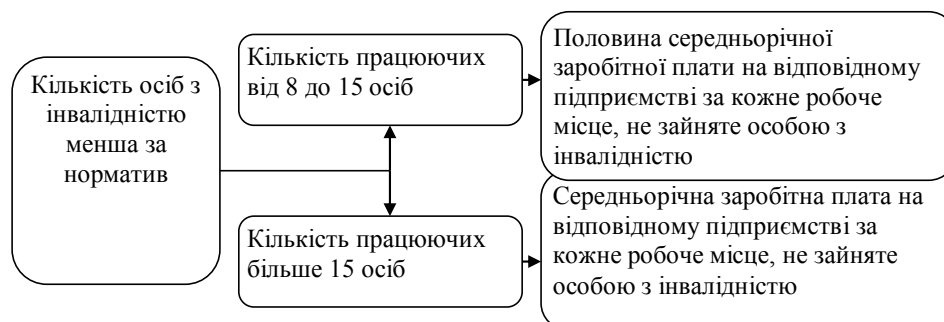 Кількість осіб з
інвалідністю
менша за
норматив
Кількість працюючих
від 8 до 15 осіб
Половина середньорічної
заробітної плати на відповідному
підприємстві за кожне робоче
місце, не зайняте особою з
інвалідністю
Кількість працюючих
більше 15 осіб
Середньорічна заробітна плата на
відповідному підприємстві за
кожне робоче місце, не зайняте
особою з інвалідністю